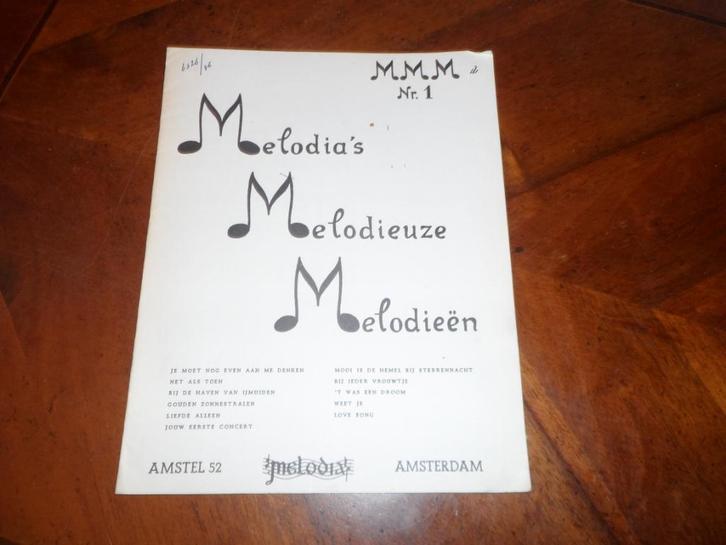 6326/86
M.M.M
Nr. 1
Melodia's
Melodieuze
Melodieën
JE MOET NOG EVEN AAN ME DENKEN
NET ALS TOEN
BIJ DE HAVEN VAN IJMUIDEN
GOUDEN ZONNESTRALEN
LIEFDE ALLEEN
JOUW EERSTE CONCERT
MOOI IS DE HEMEL BIJ STERRENNACHT
BIJ IEDER VROUWTJE
'T WAS EEN DROOM
WEET JE
LOVE SONG
AMSTEL 52
melodia
AMSTERDAM